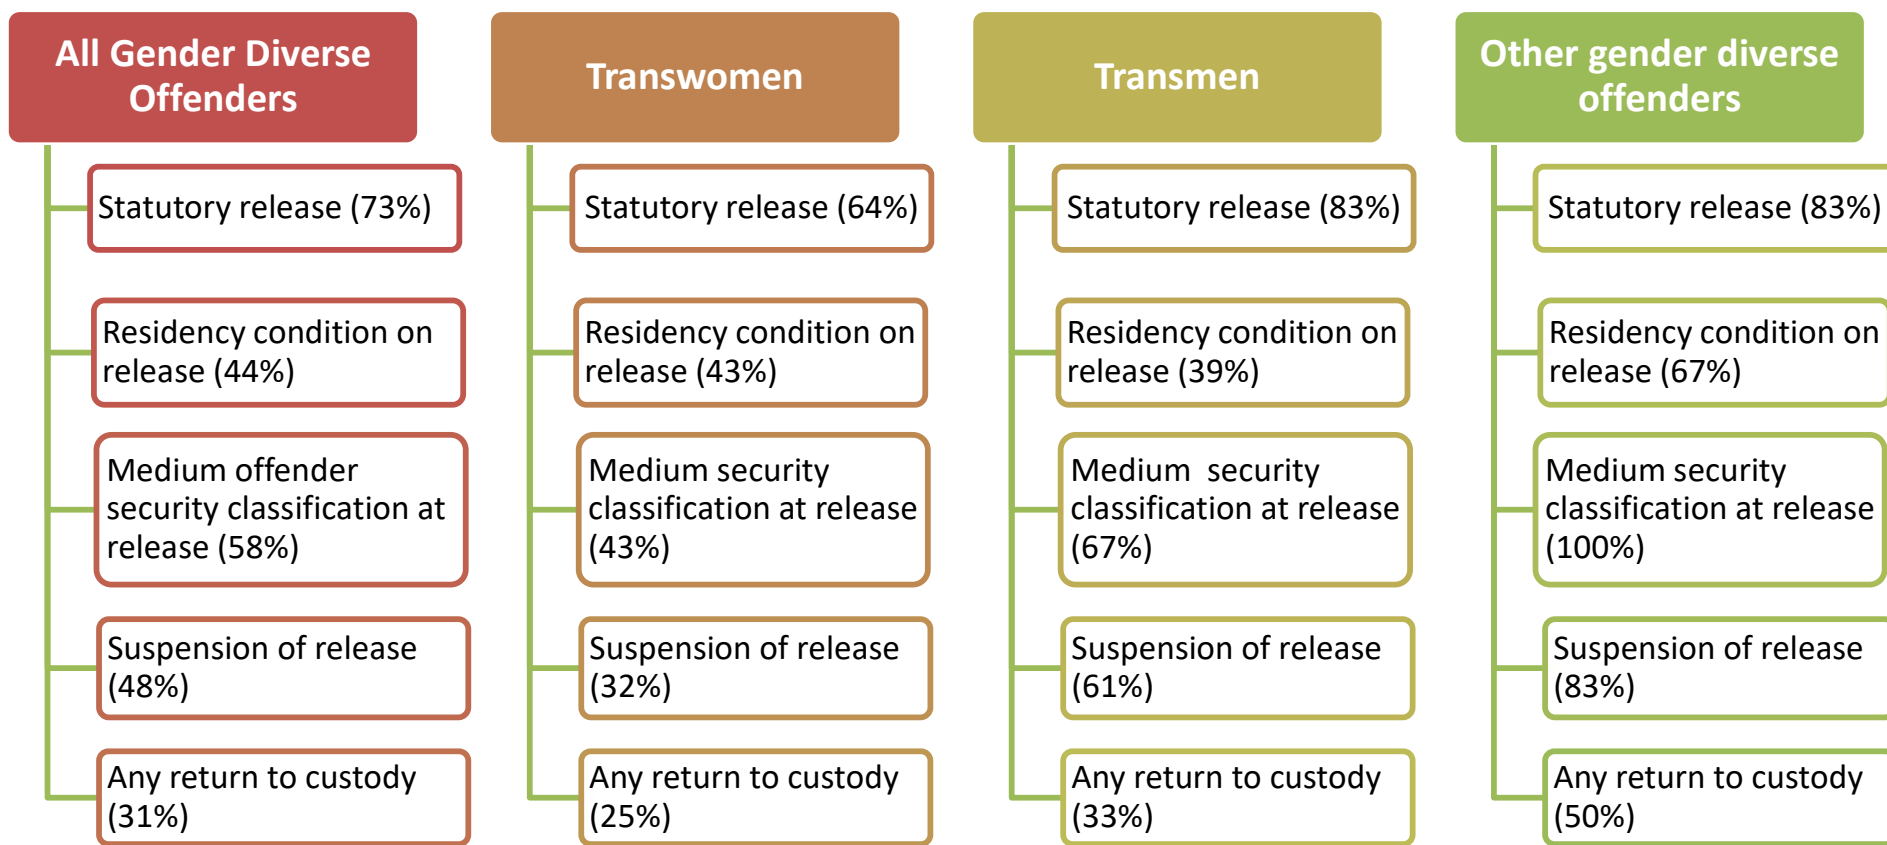 All Gender Diverse
Offenders
Statutory release (73%)
Residency condition on
release (44%)
Medium offender
security classification at
release (58%)
Suspension of release
(48%)
Any return to custody
(31%)
Transwomen
Statutory release (64%)
Residency condition on
release (43%)
Medium security
classification at release
(43%)
Suspension of release
(32%)
Any return to custody
(25%)
Transmen
Statutory release (83%)
Residency condition on
release (39%)
Medium  security
classification at release
(67%)
Suspension of release
(61%)
Any return to custody
(33%)
Other gender diverse
offenders
Statutory release (83%)
Residency condition on
release (67%)
Medium security
classification at release
(100%)
Suspension of release
(83%)
Any return to custody
(50%)